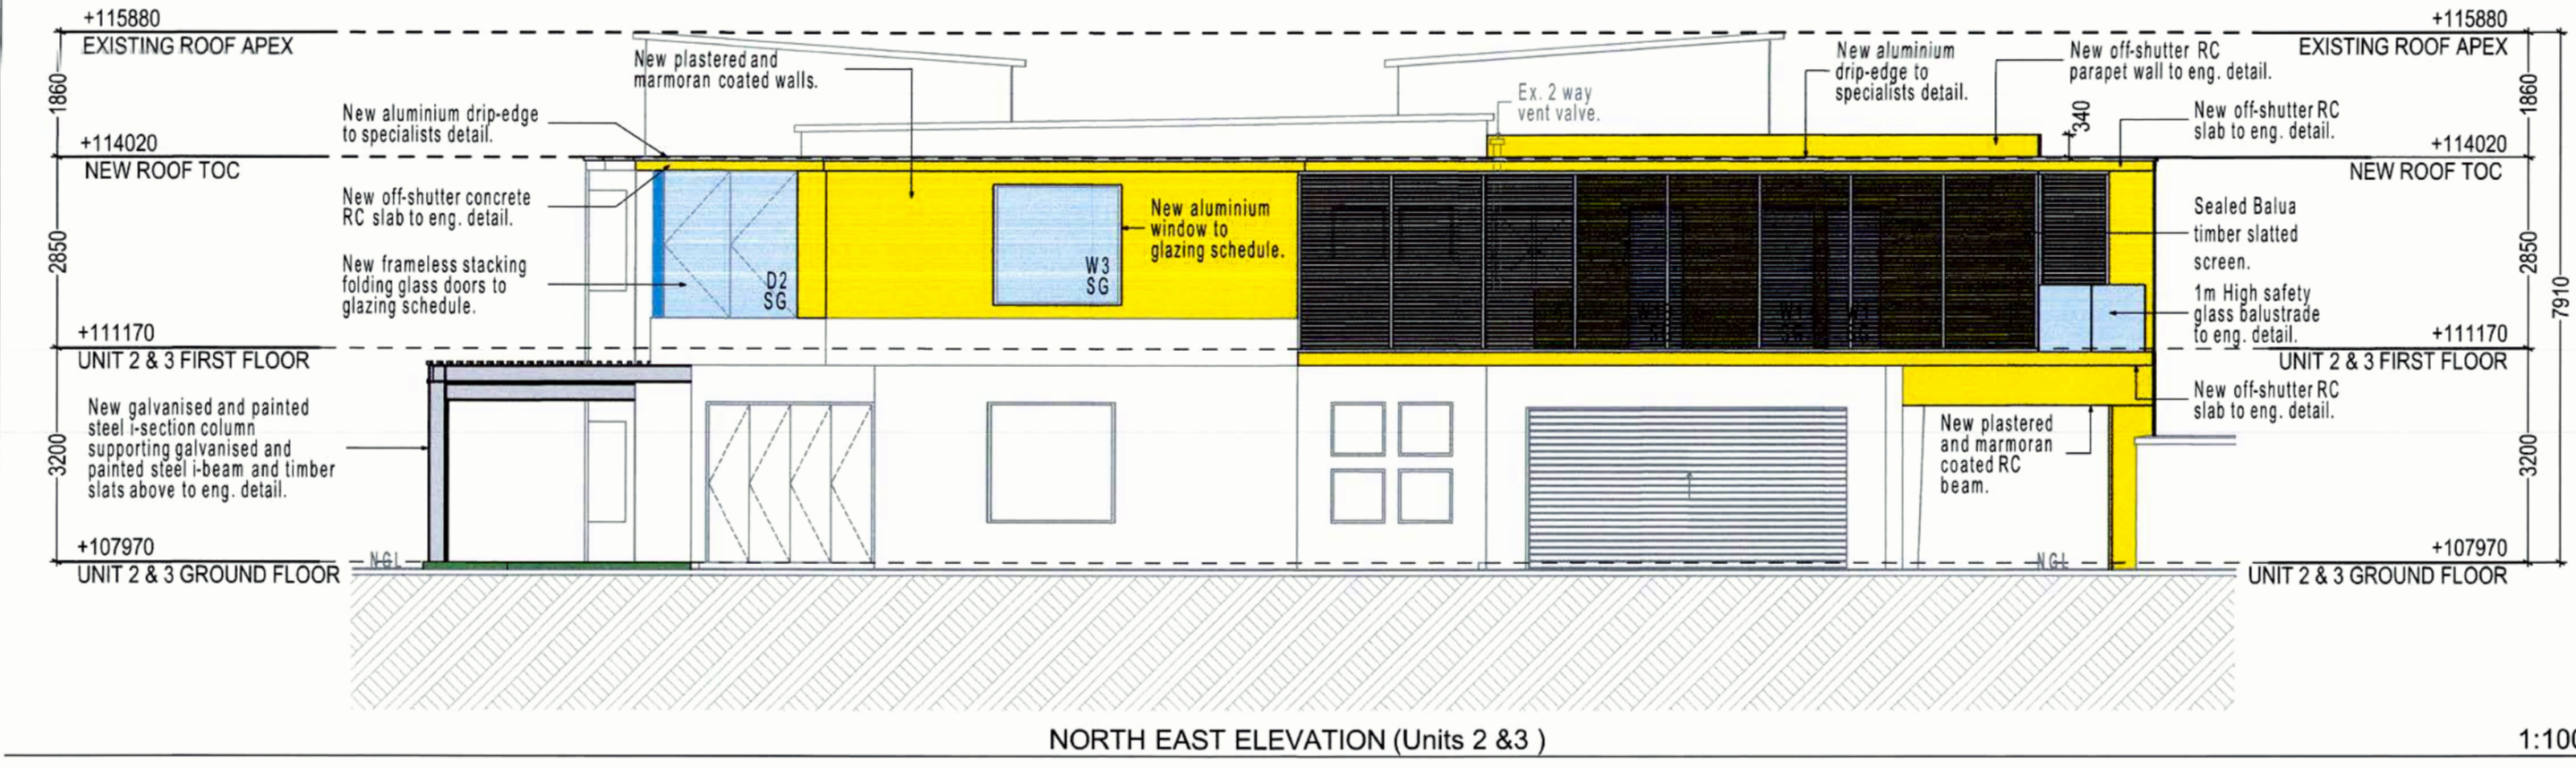 +115880
EXISTING ROOF APEX
1860
+114020
NEW ROOF TOC
2850
+111170
UNIT 2 & 3 FIRST FLOOR
3200
+107970
UNIT 2 & 3 GROUND FLOOR
NGL
New aluminium drip-edge
to specialists detail.
New off-shutter concrete
RC slab to eng. detail.
New frameless stacking
folding glass doors to
glazing schedule.
New galvanised and painted
steel i-section column
supporting galvanised and
painted steel i-beam and timber
slats above to eng. detail.
New plastered and
marmoran coated walls.
D2
SG
W3
SG
New aluminium
window to
glazing schedule.
Ex. 2 way
vent valve.
New aluminium
drip-edge to
specialists detail.
New off-shutter RC
parapet wall to eng. detail.
340
New off-shutter RC
slab to eng. detail.
Sealed Balua
timber slatted
screen.
1m High safety
glass balustrade
to eng. detail.
New off-shutter RC
slab to eng. detail.
New plastered
and marmoran
coated RC
beam.
NGL
+115880
EXISTING ROOF APEX
1860
+114020
NEW ROOF TOC
2850
+111170
UNIT 2 & 3 FIRST FLOOR
3200
7910
+107970
UNIT 2 & 3 GROUND FLOOR
NORTH EAST ELEVATION (Units 2 &3 )
1:100